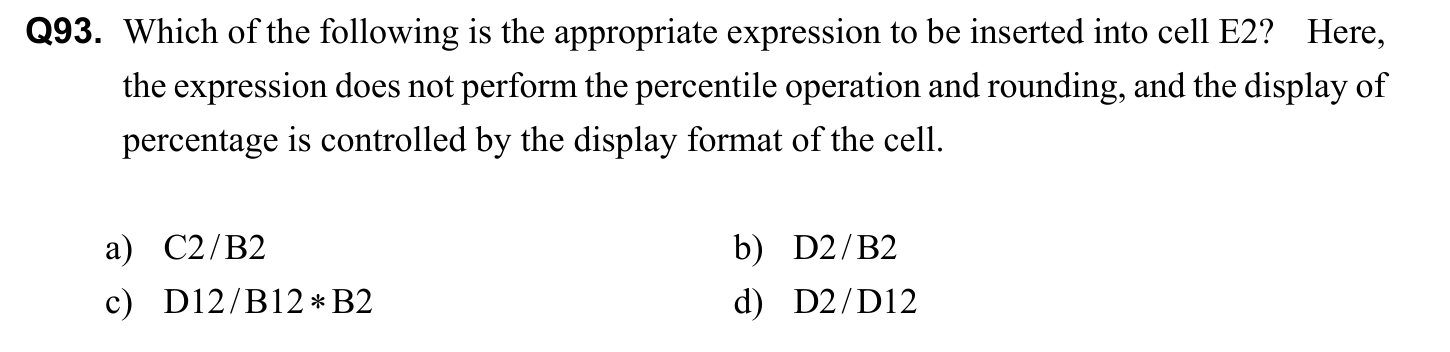 Q93. Which of the following is the appropriate expression to be inserted into cell E2? Here,
the expression does not perform the percentile operation and rounding, and the display of
percentage is controlled by the display format of the cell.
a) C2/B2 b) D2/B2
c) D12/B12*B2 d) D2/D12